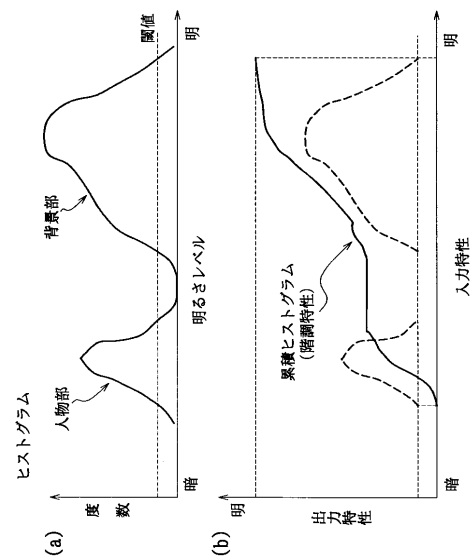 ヒストグラム
(a)
度数
人物部
背景部
閾値
暗
明るさレベル
明
(b)
明
出力特性
累積ヒストグラム
(階調特性)
暗
入力特性
明